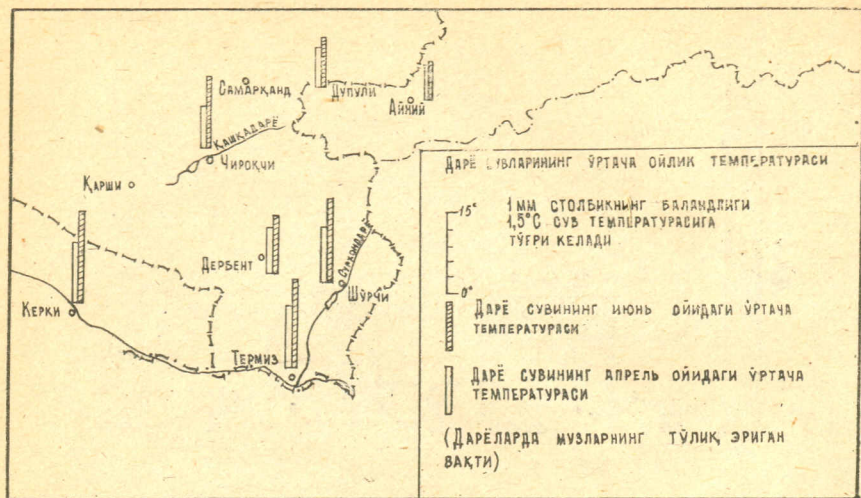 Самарқанд
Дупули
Айний
Қашқадарё
Чироқчи
Қарши
Дарё сувларининг ўртача ойлик температураси
15°
1 мм столбикнинг баландлиги
1,5°С сув температурасига
тўғри келади
0°
Дербент
Сурхондарё
Шўрчи
Керки
Термиз
Дарё сувининг июнь ойидаги ўртача
температураси
Дарё сувининг апрель ойидаги ўртача
температураси
(Дарёларда музларнинг тўлиқ эриган
вақти)